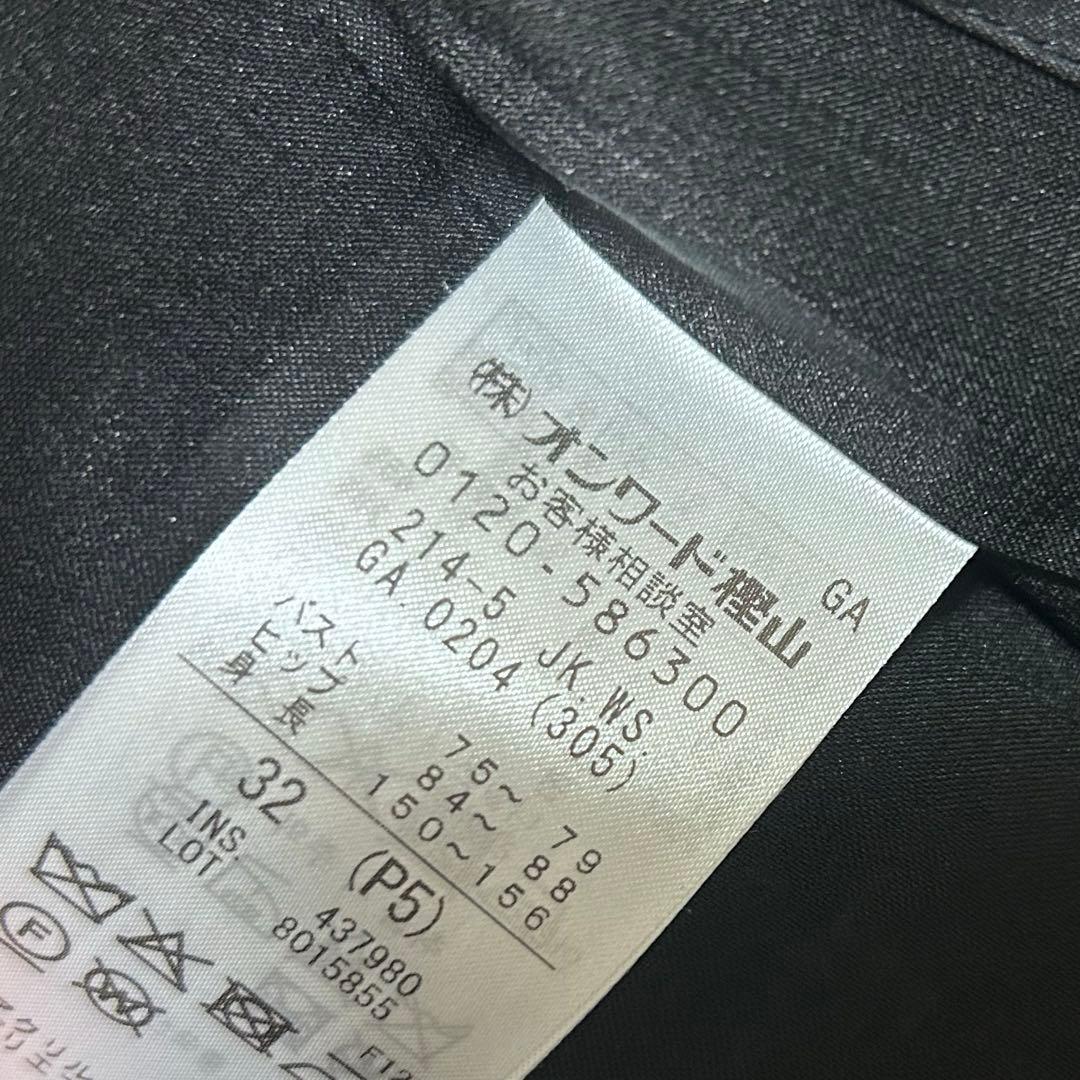 GA
㈱オンワード樫山
お客様相談室
0120-586300
214-5 JK.WS.
GA.0204 (305)
バスト 75~ 79
ヒップ 84~ 88
身長 150~156
32 (P5)
INS. 437980
LOT 8015855
F
F12